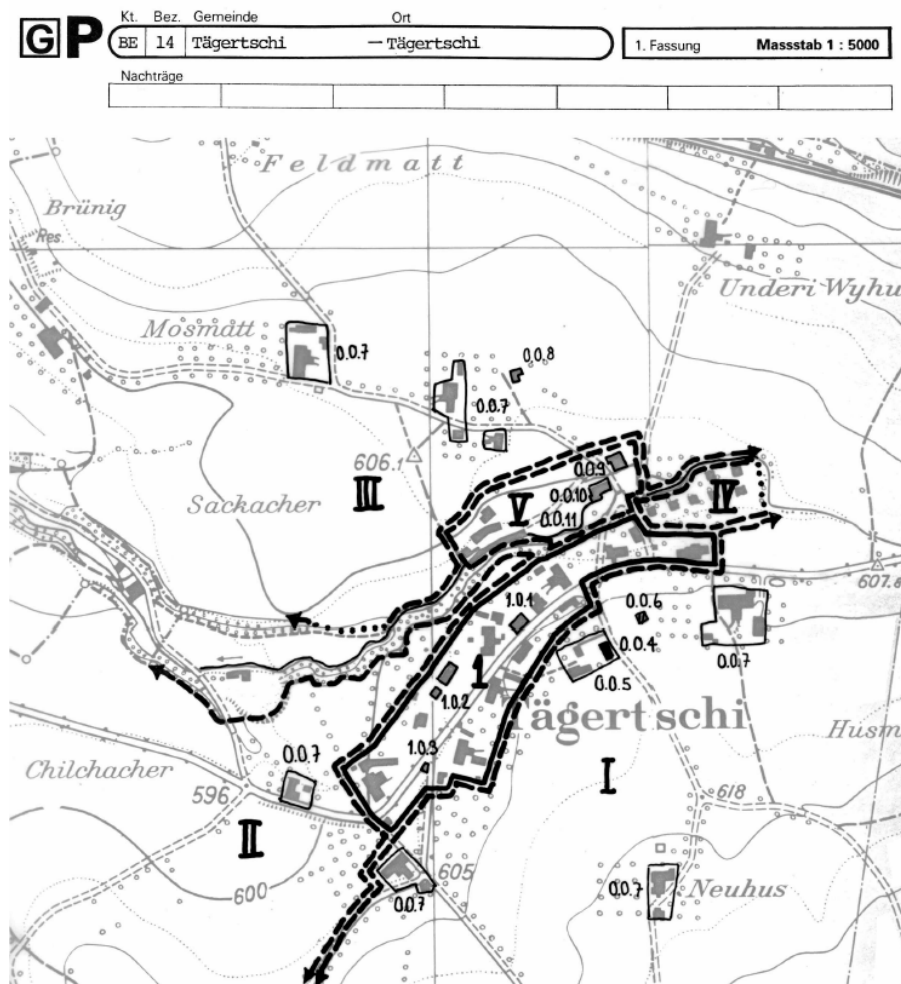 GP
Kt. Bez. Gemeinde Ort
BE 14 Tägertschi — Tägertschi
1. Fassung Massstab 1 : 5000
Nachträge
Feldmatt
Brünig
Res.
Underi Wyhu
Mosmatt
0.0.7
0.0.8
0.0.7
606.1
III
Sackacher
V
0.0.9
0.0.10
0.0.11
IV
607.8
1.0.1
0.0.6
0.0.4
0.0.5
0.0.7
1
1.0.2
Tägertschi
1.0.3
Husm
0.0.7
Chilchacher
596
I
618
II
600
605
0.0.7
0.0.7
Neuhus